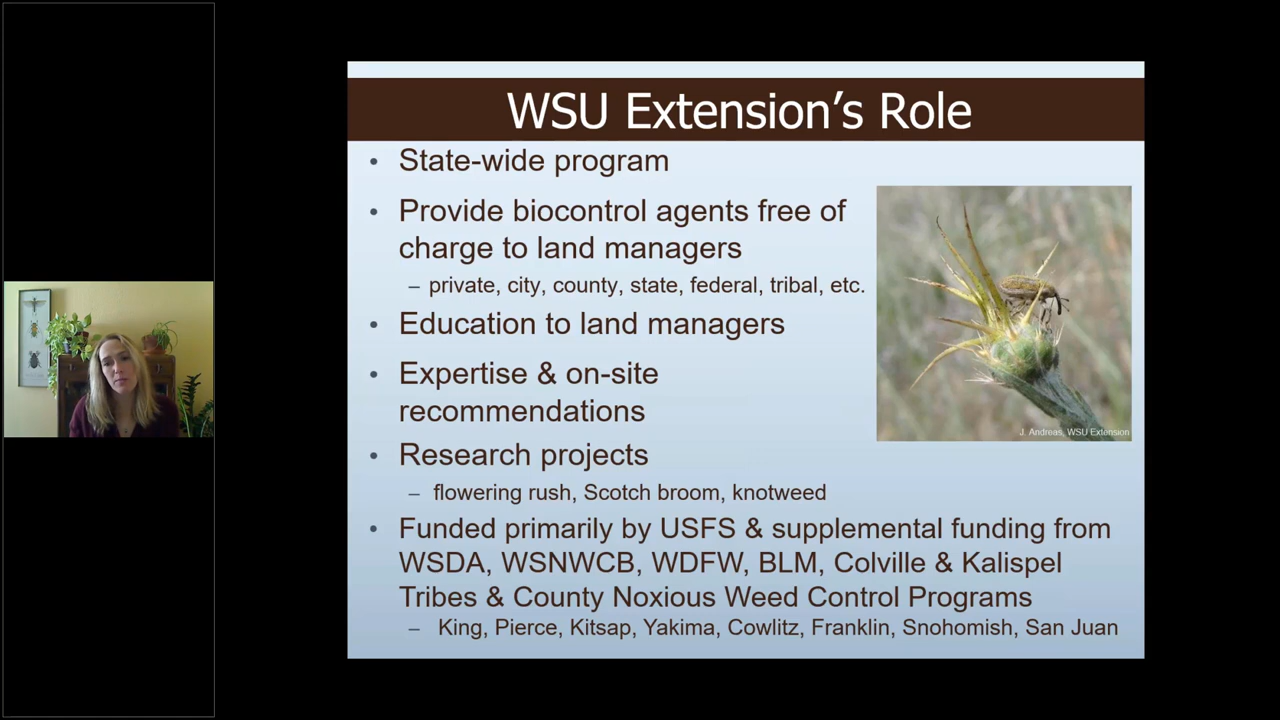 WSU Extension's Role
• State-wide program
• Provide biocontrol agents free of
charge to land managers
– private, city, county, state, federal, tribal, etc.
• Education to land managers
• Expertise & on-site
recommendations
J. Andreas, WSU Extension
• Research projects
– flowering rush, Scotch broom, knotweed
• Funded primarily by USFS & supplemental funding from
WSDA, WSNWCB, WDFW, BLM, Colville & Kalispel
Tribes & County Noxious Weed Control Programs
– King, Pierce, Kitsap, Yakima, Cowlitz, Franklin, Snohomish, San Juan